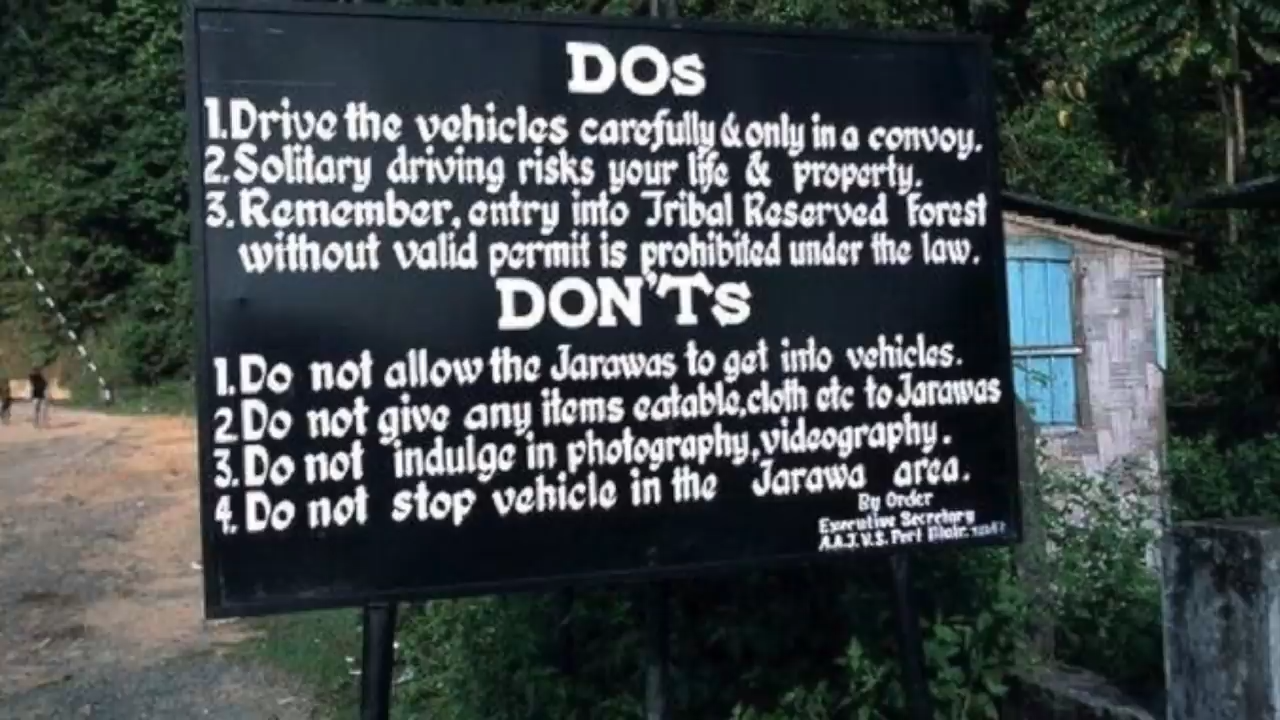 DOs
1.Drive the vehicles carefully & only in a convoy.
2.Solitary driving risks your life & property.
3.Remember, entry into Tribal Reserved Forest
without valid permit is prohibited under the law.
DON'Ts
1.Do not allow the Jarawas to get into vehicles.
2.Do not give any items eatable,cloth etc to Jarawas
3.Do not indulge in photography,videography.
4.Do not stop vehicle in the Jarawa area.
By Order
Executive Secretary
A.A.J.V.S. Port Blair.